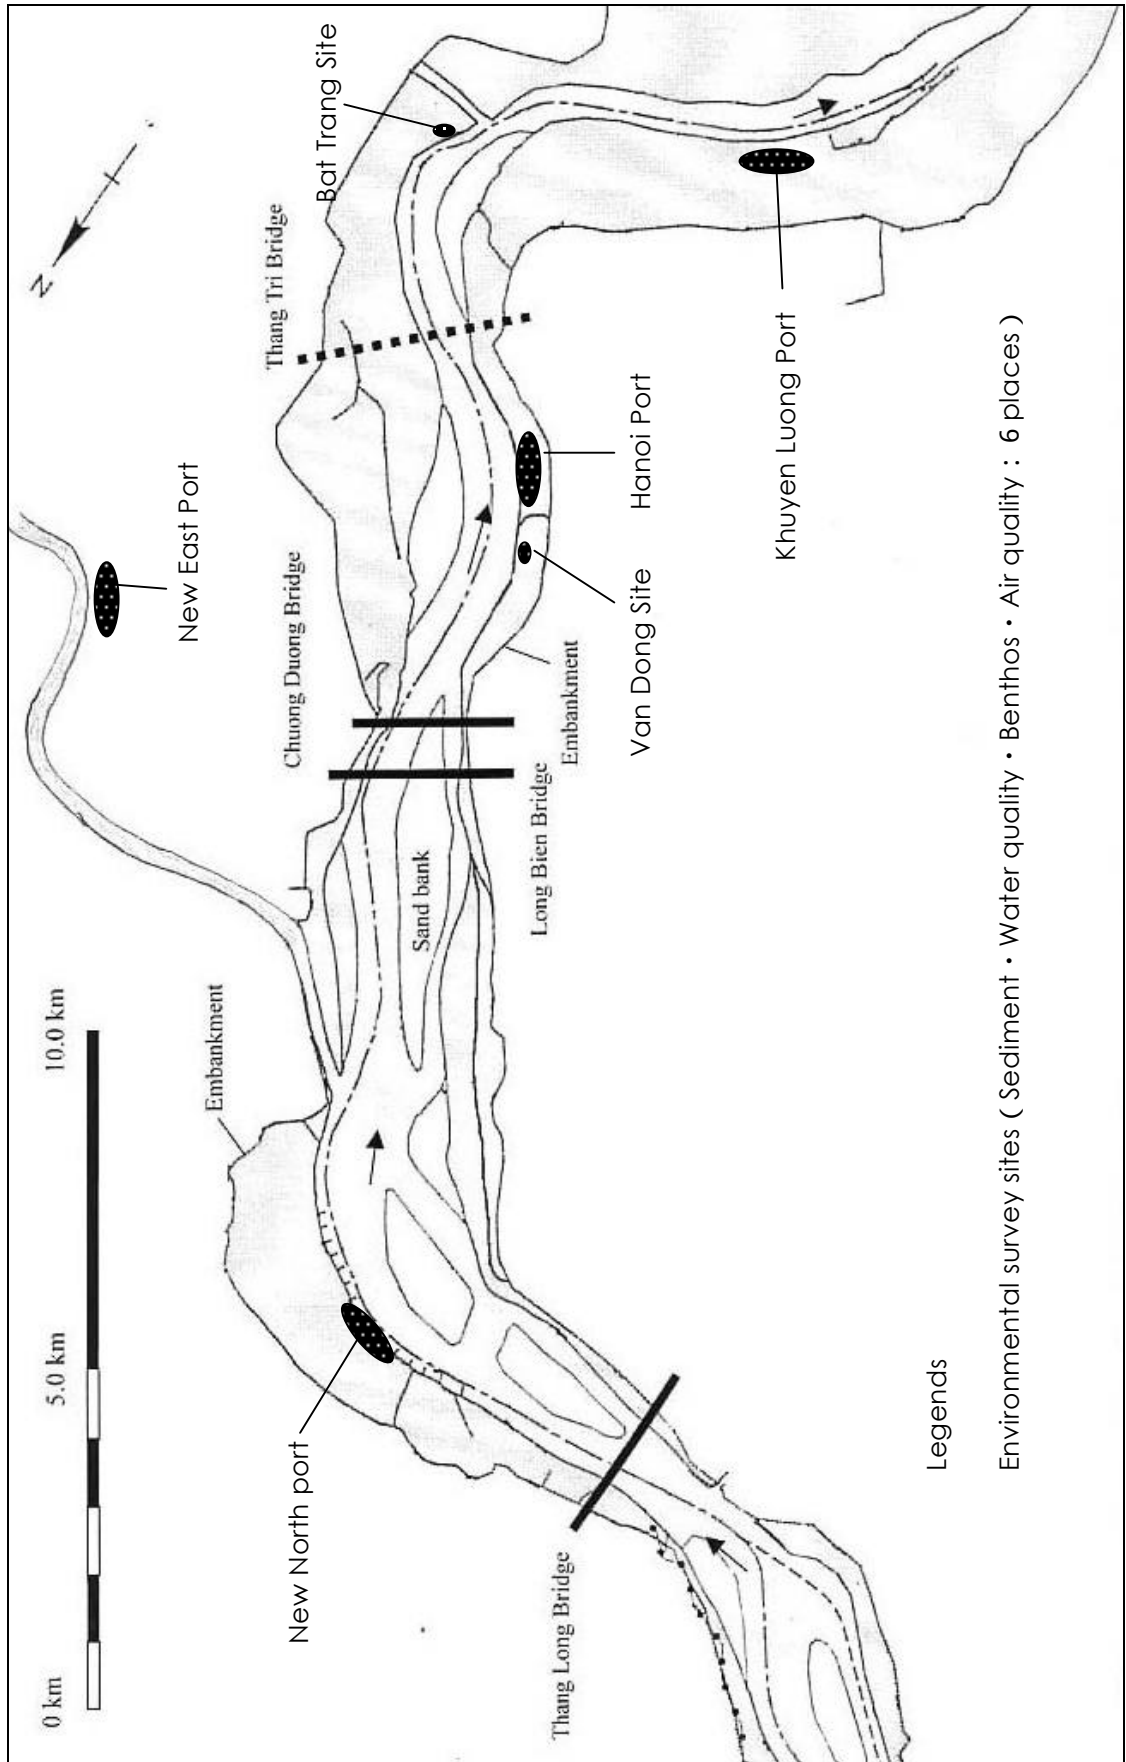 0 km
5.0 km
10.0 km
N
New East Port
Embankment
Thang Tri Bridge
Chuong Duong Bridge
New North port
Bat Trang Site
Sand bank
Long Bien Bridge
Embankment
Thang Long Bridge
Van Dong Site
Hanoi Port
Khuyen Luong Port
Legends
Environmental survey sites ( Sediment・Water quality・Benthos・Air quality : 6 places )